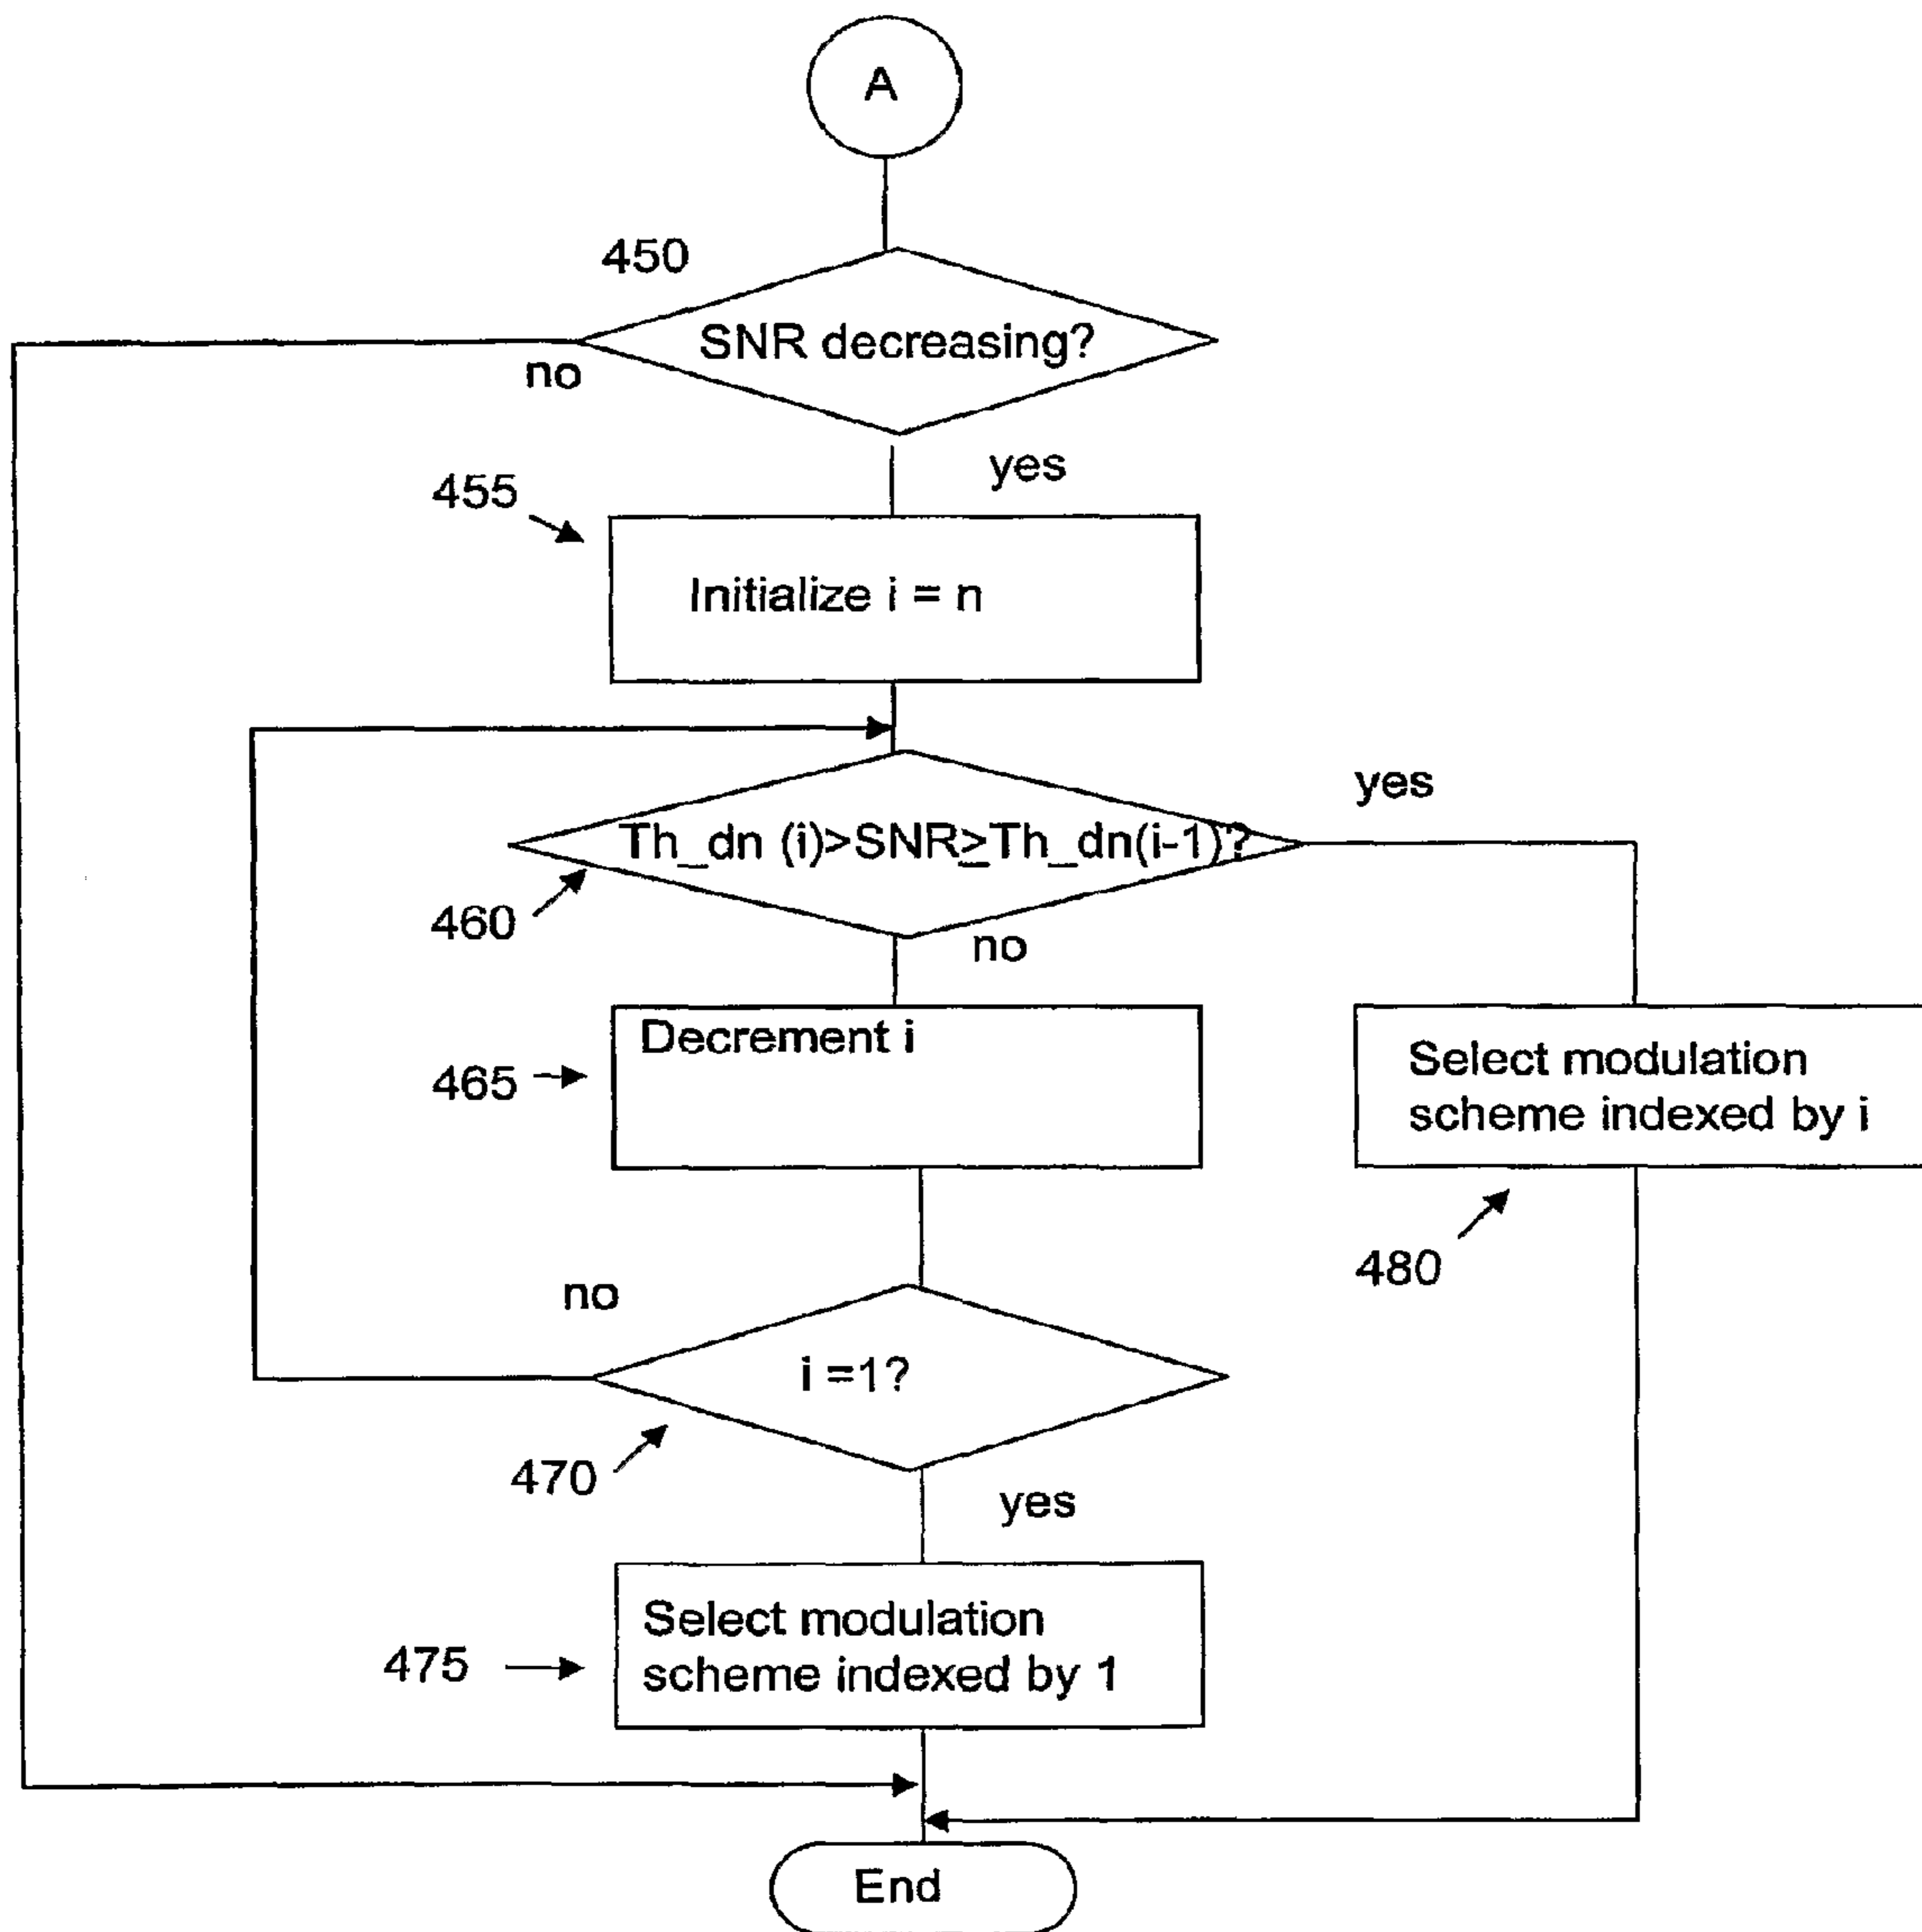 A
450
SNR decreasing?
no
yes
455
Initialize i = n
yes
Th_dn (i)>SNR≥Th_dn(i-1)?
460
no
Decrement i
465
Select modulation
scheme indexed by i
480
no
i =1?
470
yes
Select modulation
scheme indexed by 1
475
End